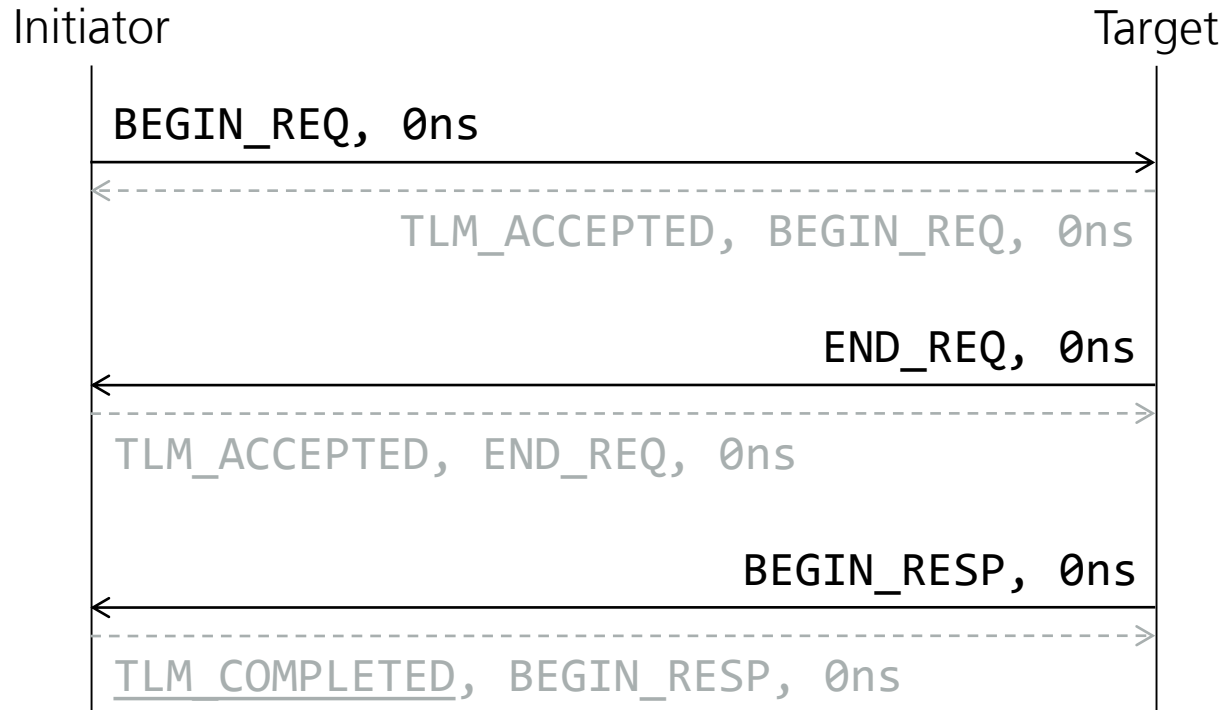 Initiator Target
BEGIN_REQ, 0ns
TLM_ACCEPTED, BEGIN_REQ, 0ns
END_REQ, 0ns
TLM_ACCEPTED, END_REQ, 0ns
BEGIN_RESP, 0ns
TLM_COMPLETED, BEGIN_RESP, 0ns